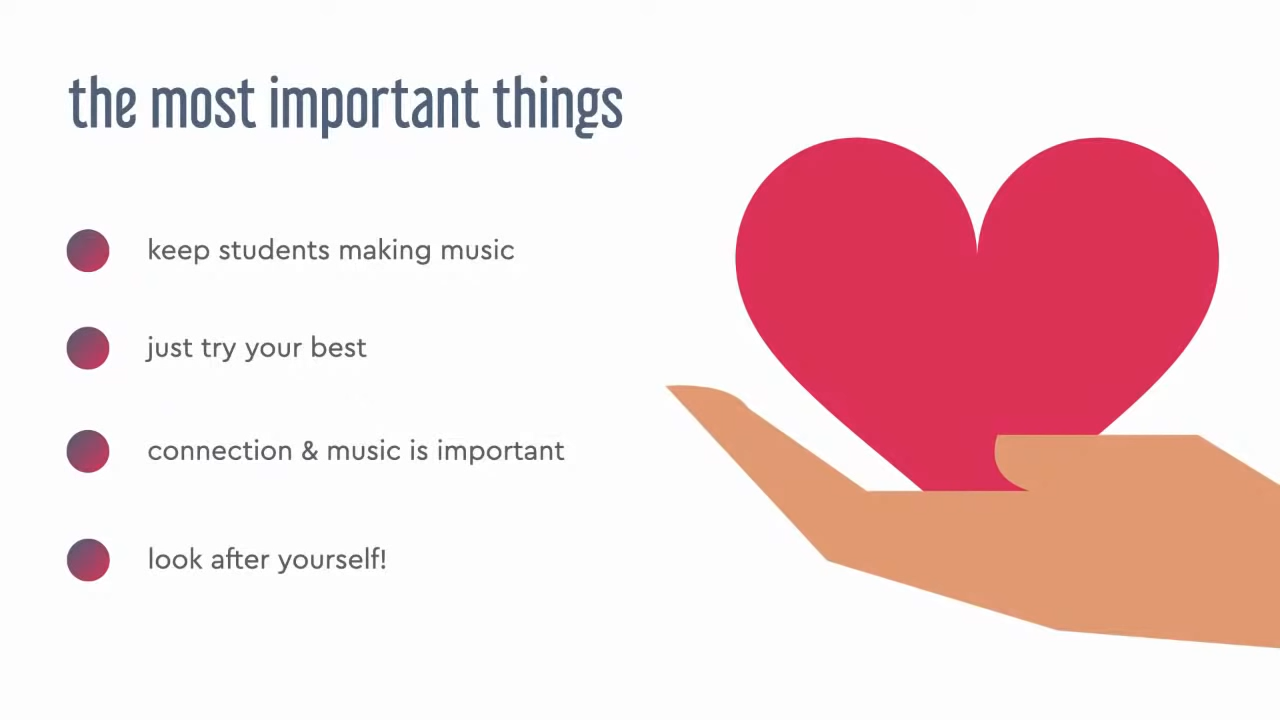 the most important things
keep students making music
just try your best
connection & music is important
look after yourself!